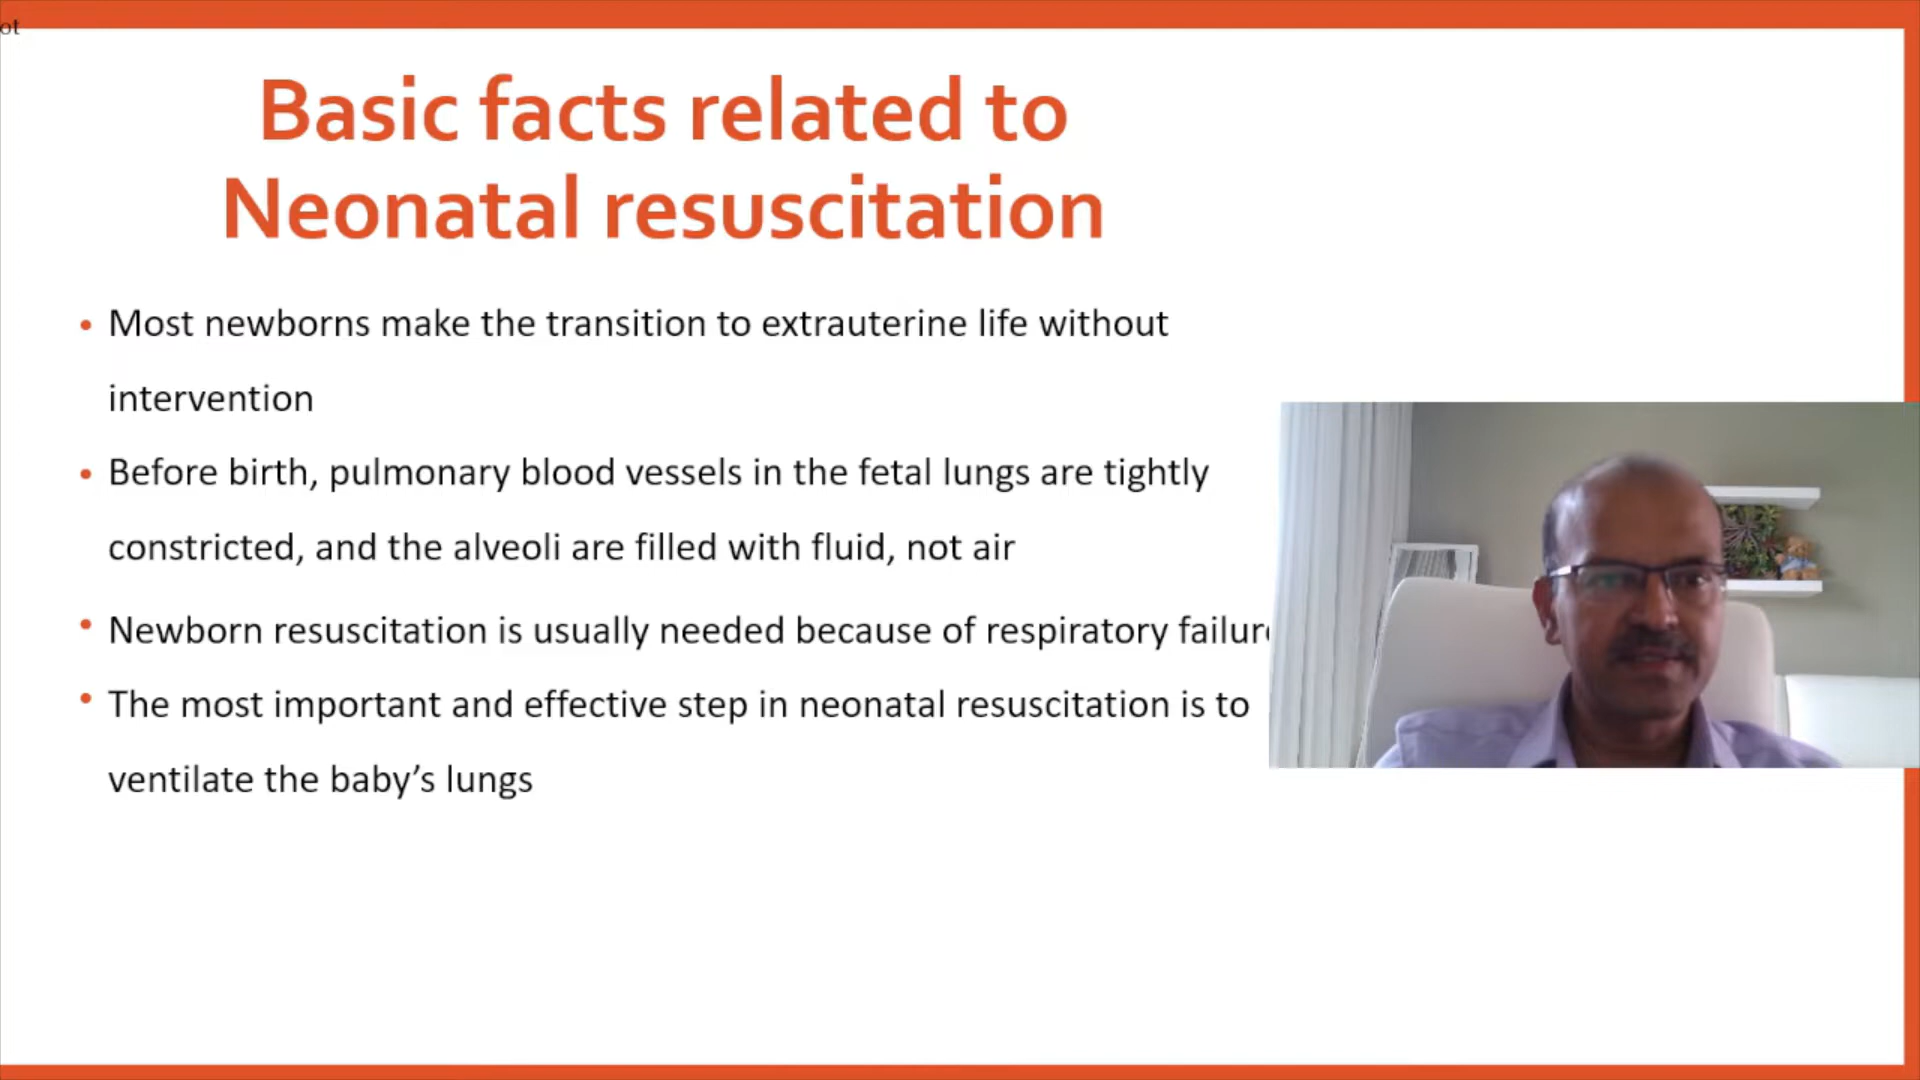 ot
Basic facts related to
Neonatal resuscitation
• Most newborns make the transition to extrauterine life without
intervention
• Before birth, pulmonary blood vessels in the fetal lungs are tightly
constricted, and the alveoli are filled with fluid, not air
• Newborn resuscitation is usually needed because of respiratory failure
• The most important and effective step in neonatal resuscitation is to
ventilate the baby’s lungs